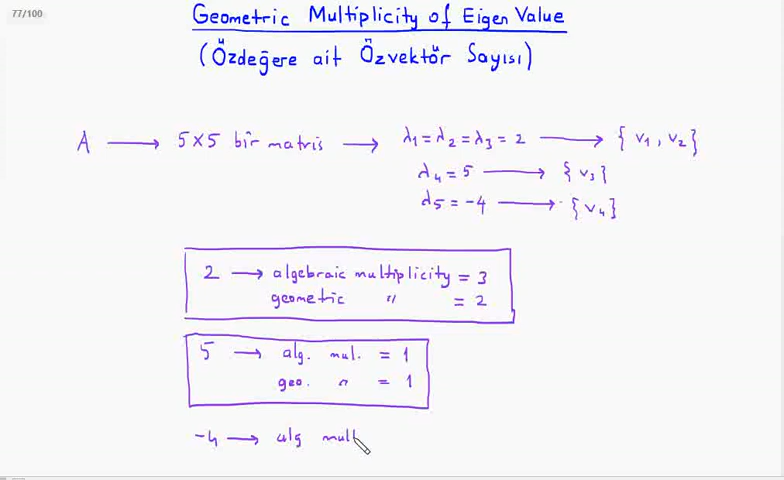 77/100
Geometric Multiplicity of Eigen Value
(Özdeğere ait Özvektör Sayısı)
A → 5x5 bir matris → λ1 = λ2 = λ3 = 2 → {v1, v2}
λ4 = 5 → {v3}
λ5 = -4 → {v4}
2 → algebraic multiplicity = 3
geometric " = 2
5 → alg. mul. = 1
geo. " = 1
-4 → alg mul